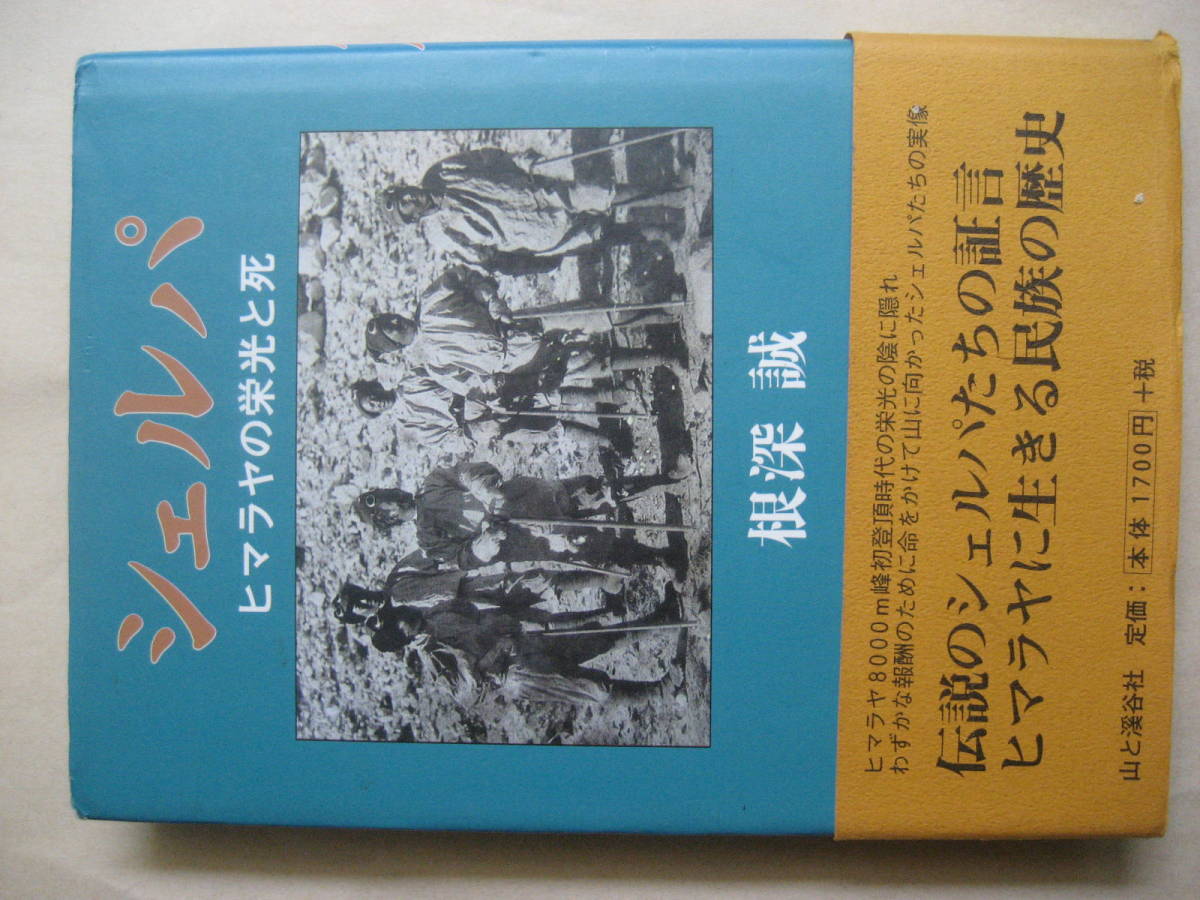 シェルパ
ヒマラヤの栄光と死
根深 誠
ヒマラヤ8000m峰初登頂時代の栄光の陰に隠れ
わずかな報酬のために命をかけて山に向かったシェルパたちの実像
伝説のシェルパたちの証言
ヒマラヤに生きる民族の歴史
山と溪谷社 定価：本体1700円+税